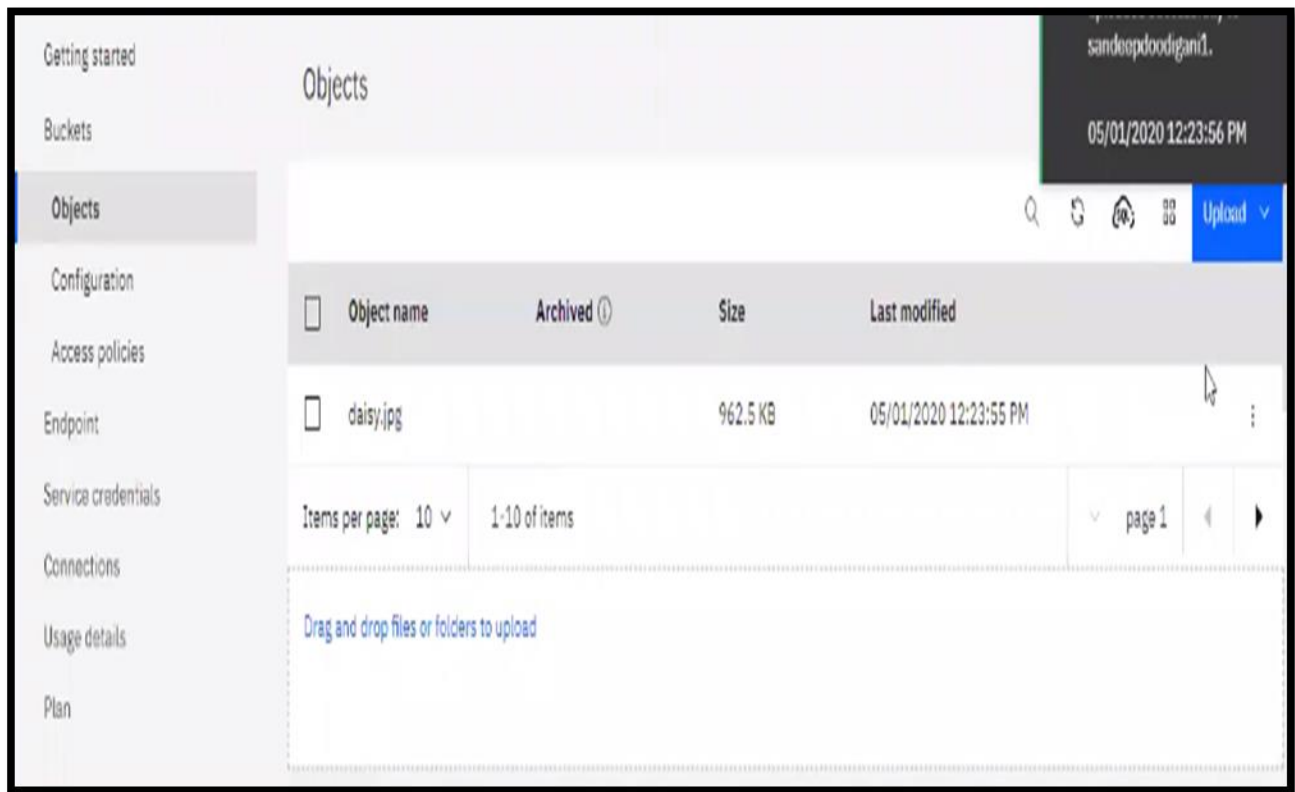 Getting started
Buckets
Objects
Configuration
Access policies
Endpoint
Service credentials
Connections
Usage details
Plan
Objects
sandeepdoodigani1.
05/01/2020 12:23:56 PM
SQL
Upload
Object name Archived Size Last modified
daisy.jpg 962.5 KB 05/01/2020 12:23:55 PM
Items per page: 10 1-10 of items page 1
Drag and drop files or folders to upload